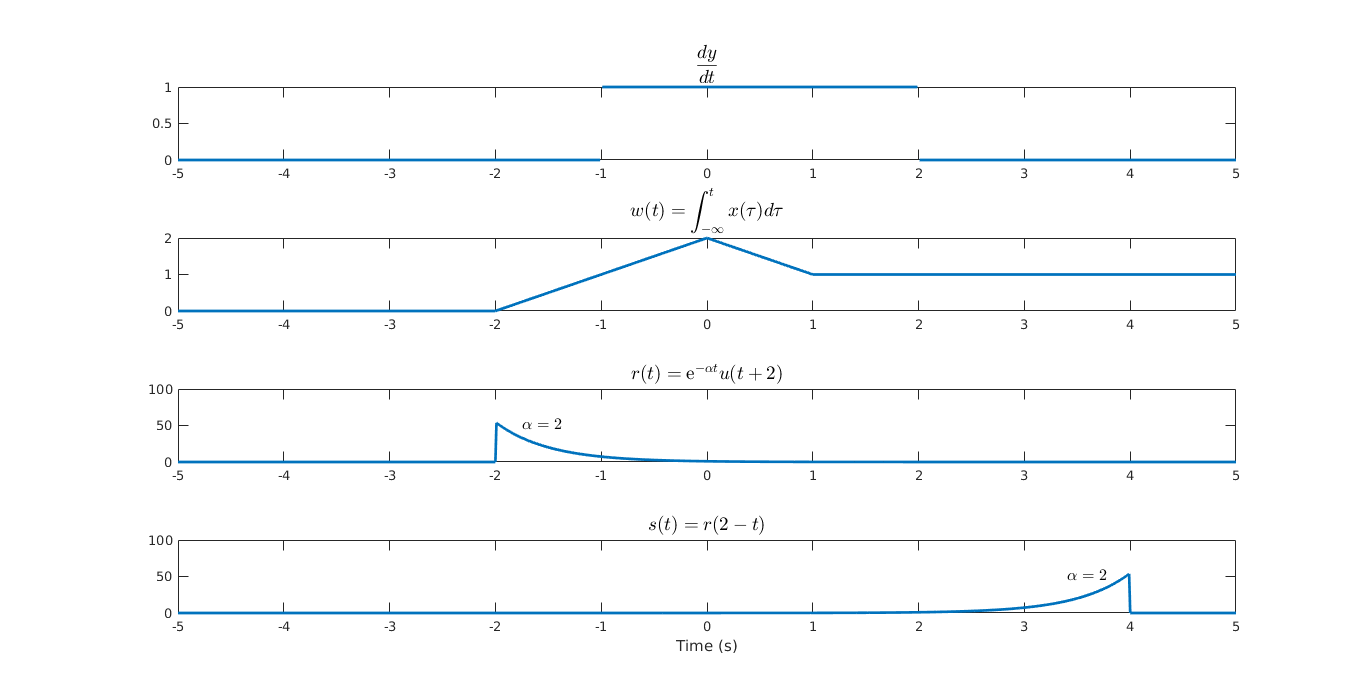 dy
dt
1
0.5
0
-5 -4 -3 -2 -1 0 1 2 3 4 5
w(t) = ∫_{-∞}^{t} x(τ)dτ
2
1
0
-5 -4 -3 -2 -1 0 1 2 3 4 5
r(t) = e^{-αt}u(t + 2)
100
50
α = 2
0
-5 -4 -3 -2 -1 0 1 2 3 4 5
s(t) = r(2 − t)
100
50
α = 2
0
-5 -4 -3 -2 -1 0 1 2 3 4 5
Time (s)